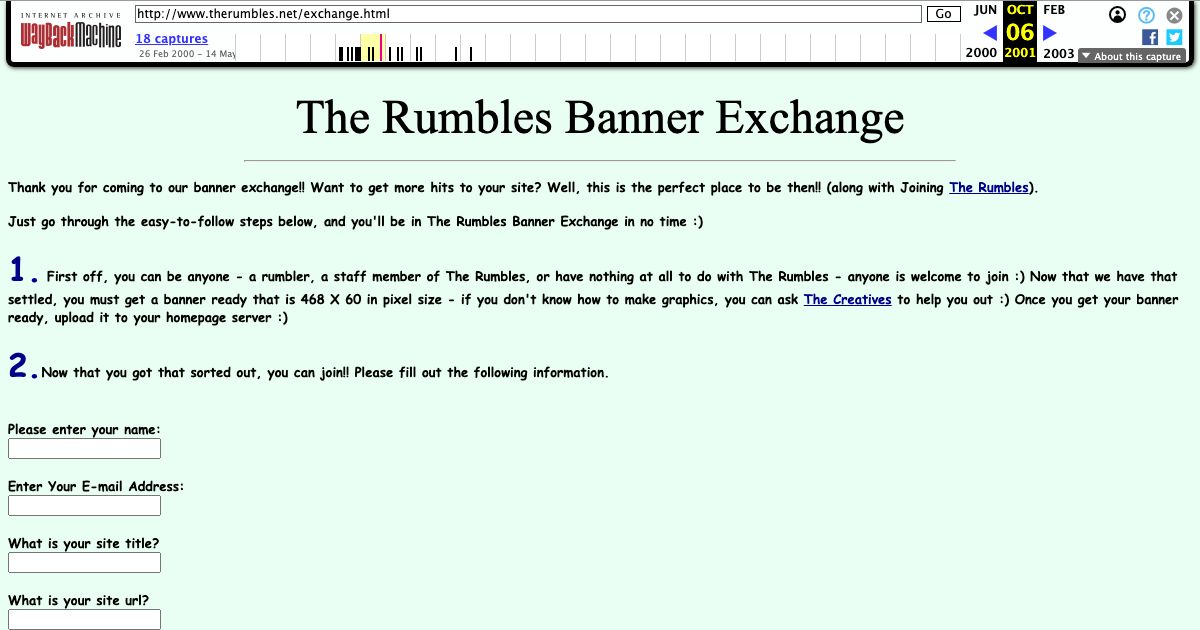 INTERNET ARCHIVE
WayBackMachine
http://www.therumbles.net/exchange.html
Go
18 captures
26 Feb 2000 – 14 May
JUN
OCT
FEB
06
2000
2001
2003
About this capture
The Rumbles Banner Exchange
Thank you for coming to our banner exchange!! Want to get more hits to your site? Well, this is the perfect place to be then!! (along with Joining The Rumbles).
Just go through the easy-to-follow steps below, and you'll be in The Rumbles Banner Exchange in no time :)
1. First off, you can be anyone - a rumbler, a staff member of The Rumbles, or have nothing at all to do with The Rumbles - anyone is welcome to join :) Now that we have that
settled, you must get a banner ready that is 468 X 60 in pixel size - if you don't know how to make graphics, you can ask The Creatives to help you out :) Once you get your banner
ready, upload it to your homepage server :)
2. Now that you got that sorted out, you can join!! Please fill out the following information.
Please enter your name:
Enter Your E-mail Address:
What is your site title?
What is your site url?